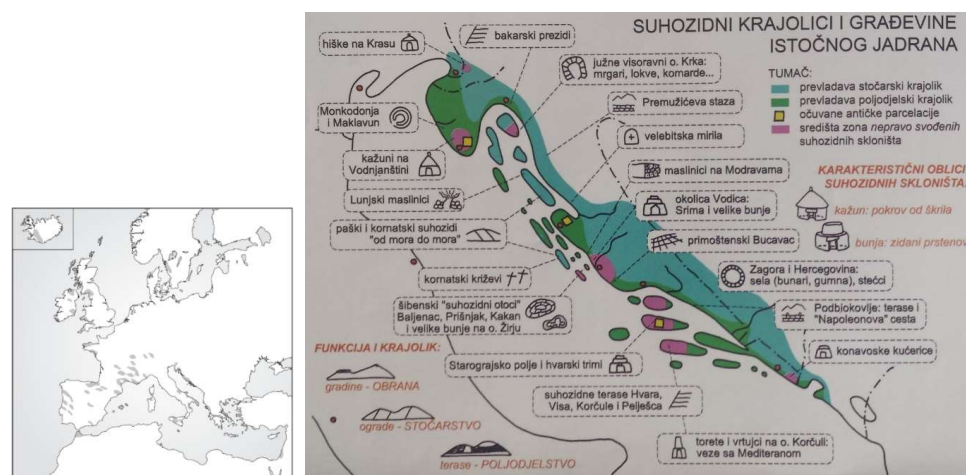 SUHOZIDNI KRAJOLICI I GRAĐEVINE
ISTOČNOG JADRANA
TUMAČ:
prevladava stočarski krajolik
prevladava poljodjelski krajolik
očuvane antičke parcelacije
središta zona nepravo svođenih
suhozidnih skloništa
KARAKTERISTIČNI OBLICI
SUHOZIDNIH SKLONIŠTA:
kažun: pokrov od škrila
bunja: zidani prstenov
hiške na Krasu
bakarski prezidi
južne visoravni o. Krka:
mrgari, lokve, komarde...
Monkodonja
i Maklavun
Premužićeva staza
velebitska mirila
kažuni na
Vodnjanštini
maslinici na Modravama
Lunjski maslinici
okolica Vodica:
Srima i velike bunje
paški i kornatski suhozidi
"od mora do mora"
primoštenski Bucavac
kornatski križevi
Zagora i Hercegovina:
sela (bunari, gumna), stećci
šibenski "suhozidni otoci"
Baljenac, Prišnjak, Kakan
i velike bunje na o. Žirju
Podbiokovlje: terase i
"Napoleonova" cesta
FUNKCIJA I KRAJOLIK:
konavoske kućerice
Starograjsko polje i hvarski trimi
gradine - OBRANA
suhozidne terase Hvara,
Visa, Korčule i Pelješca
ograde - STOČARSTVO
torete i vrtujci na o. Korčuli:
veze sa Mediteranom
terase - POLJODJELSTVO